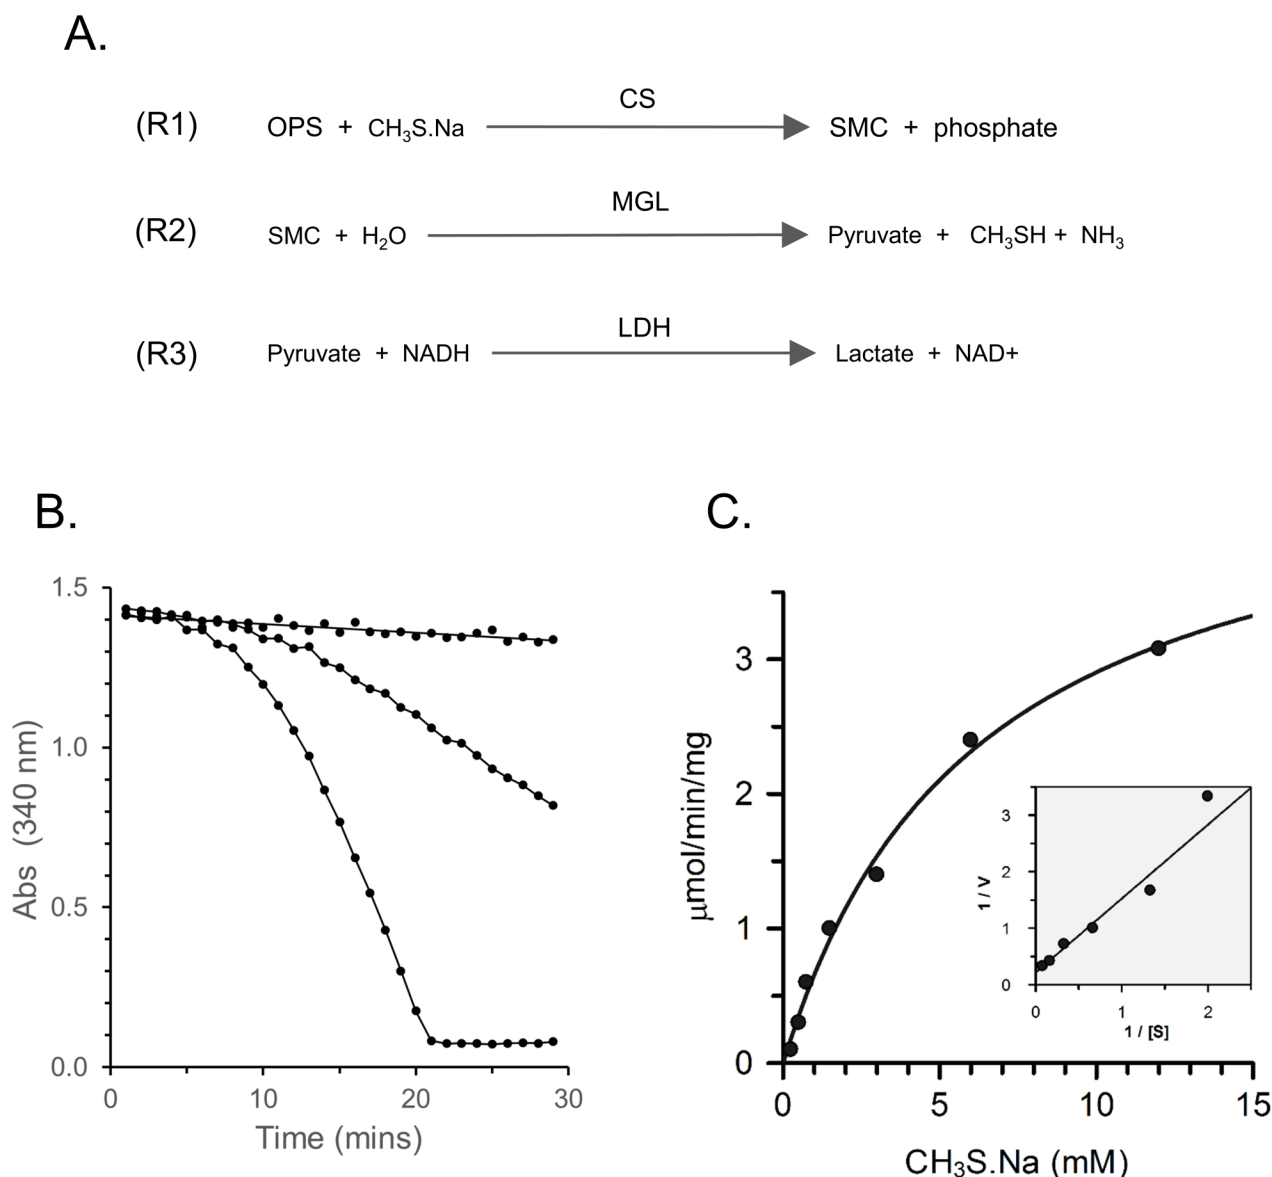 A.
CS
(R1) OPS + CH₃S.Na SMC + phosphate
MGL
(R2) SMC + H₂O Pyruvate + CH₃SH + NH₃
LDH
(R3) Pyruvate + NADH Lactate + NAD+
B.
1.5
1.0
0.5
0.0
0 10 20 30
Abs (340 nm)
Time (mins)
C.
3
2
1
0
0 5 10 15
μmol/min/mg
CH₃S.Na (mM)
3
2
1
0
0 1 2
1 / V
1 / [S]